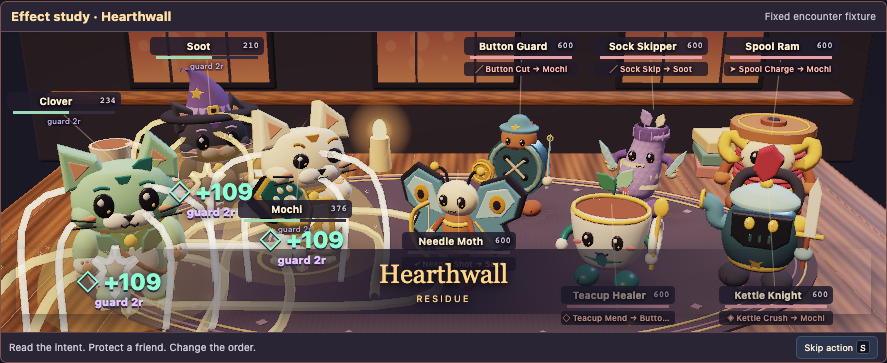 Effect study · Hearthwall
Fixed encounter fixture
Soot 210
guard 2r
Button Guard 600
Button Cut → Mochi
Sock Skipper 600
Sock Skip → Soot
Spool Ram 600
Spool Charge → Mochi
Clover 234
guard 2r
+109
guard 2r
Mochi 376
guard 2r
+109
guard 2r
Needle Moth 600
+109
guard 2r
Hearthwall
RESIDUE
Teacup Healer 600
Teacup Mend → Butto...
Kettle Knight 600
Kettle Crush → Mochi
Read the intent. Protect a friend. Change the order.
Skip action S